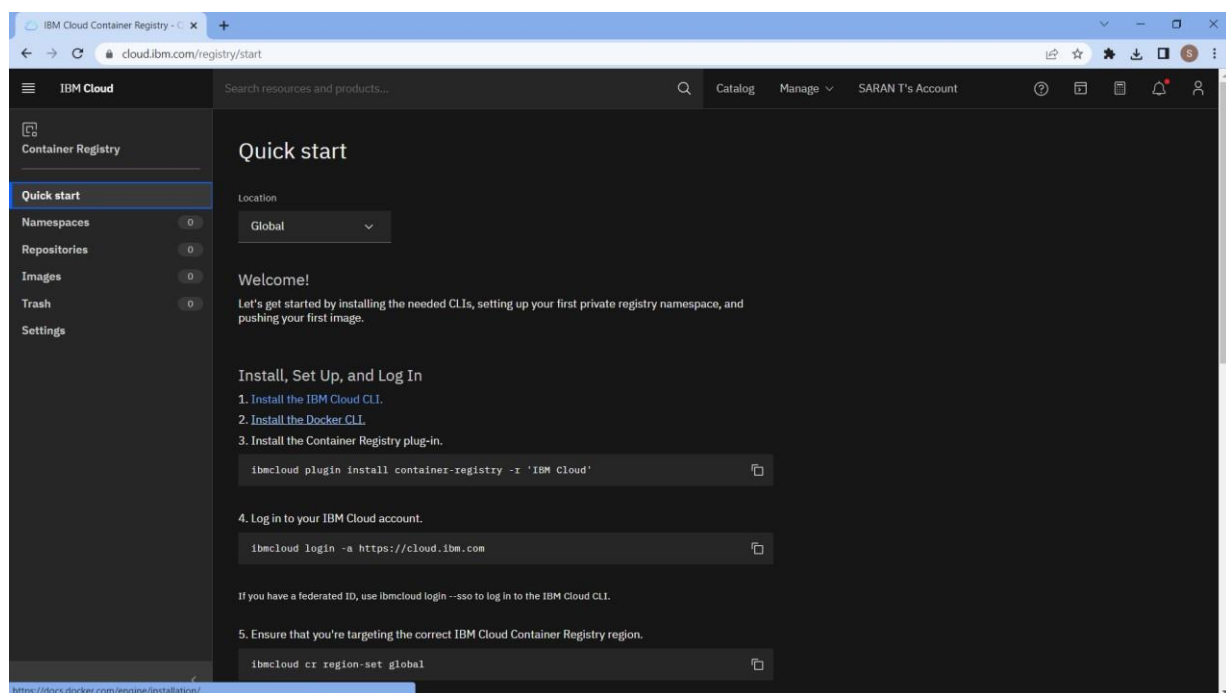 IBM Cloud Container Registry - C
cloud.ibm.com/registry/start
S
IBM Cloud
Search resources and products...
Catalog
Manage
SARAN T's Account
Container Registry
Quick start
Namespaces 0
Repositories 0
Images 0
Trash 0
Settings
Quick start
Location
Global
Welcome!
Let's get started by installing the needed CLIs, setting up your first private registry namespace, and
pushing your first image.
Install, Set Up, and Log In
1. Install the IBM Cloud CLI.
2. Install the Docker CLI.
3. Install the Container Registry plug-in.
ibmcloud plugin install container-registry -r 'IBM Cloud'
4. Log in to your IBM Cloud account.
ibmcloud login -a https://cloud.ibm.com
If you have a federated ID, use ibmcloud login --sso to log in to the IBM Cloud CLI.
5. Ensure that you're targeting the correct IBM Cloud Container Registry region.
ibmcloud cr region-set global
https://docs.docker.com/engine/installation/